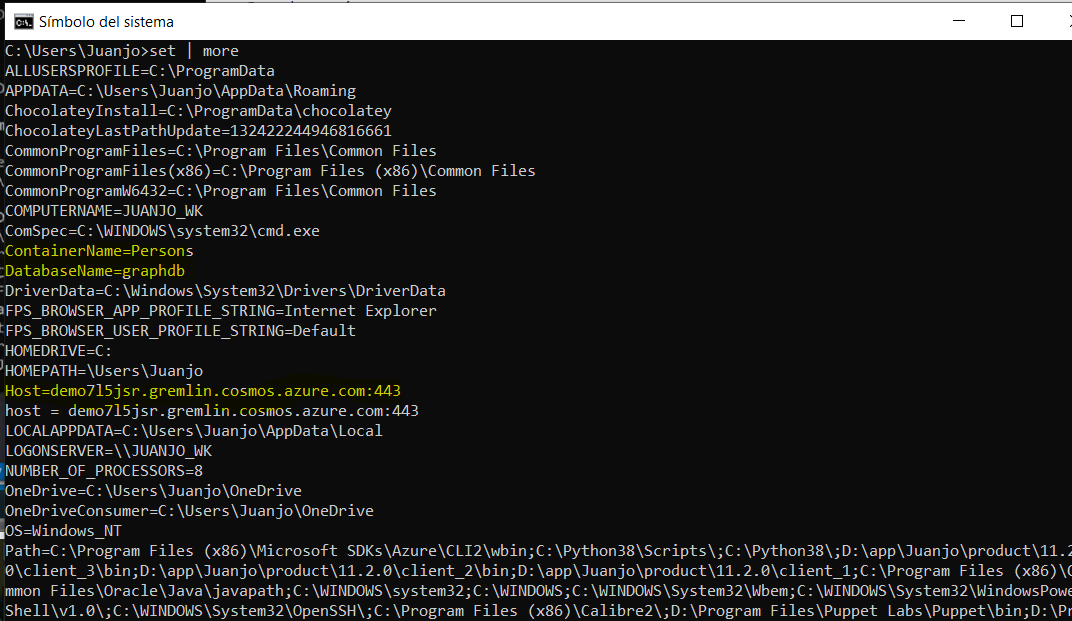 Símbolo del sistema
C:\Users\Juanjo>set | more
ALLUSERSPROFILE=C:\ProgramData
APPDATA=C:\Users\Juanjo\AppData\Roaming
ChocolateyInstall=C:\ProgramData\chocolatey
ChocolateyLastPathUpdate=132422244946816661
CommonProgramFiles=C:\Program Files\Common Files
CommonProgramFiles(x86)=C:\Program Files (x86)\Common Files
CommonProgramW6432=C:\Program Files\Common Files
COMPUTERNAME=JUANJO_WK
ComSpec=C:\WINDOWS\system32\cmd.exe
ContainerName=Persons
DatabaseName=graphdb
DriverData=C:\Windows\System32\Drivers\DriverData
FPS_BROWSER_APP_PROFILE_STRING=Internet Explorer
FPS_BROWSER_USER_PROFILE_STRING=Default
HOMEDRIVE=C:
HOMEPATH=\Users\Juanjo
Host=demo7l5jsr.gremlin.cosmos.azure.com:443
host = demo7l5jsr.gremlin.cosmos.azure.com:443
LOCALAPPDATA=C:\Users\Juanjo\AppData\Local
LOGONSERVER=\\JUANJO_WK
NUMBER_OF_PROCESSORS=8
OneDrive=C:\Users\Juanjo\OneDrive
OneDriveConsumer=C:\Users\Juanjo\OneDrive
OS=Windows_NT
Path=C:\Program Files (x86)\Microsoft SDKs\Azure\CLI2\wbin;C:\Python38\Scripts\;C:\Python38\;D:\app\Juanjo\product\11.2
0\client_3\bin;D:\app\Juanjo\product\11.2.0\client_2\bin;D:\app\Juanjo\product\11.2.0\client_1;C:\Program Files (x86)\C
mmon Files\Oracle\Java\javapath;C:\WINDOWS\system32;C:\WINDOWS;C:\WINDOWS\System32\Wbem;C:\WINDOWS\System32\WindowsPowe
Shell\v1.0\;C:\WINDOWS\System32\OpenSSH\;C:\Program Files (x86)\Calibre2\;D:\Program Files\Puppet Labs\Puppet\bin;D:\Pr